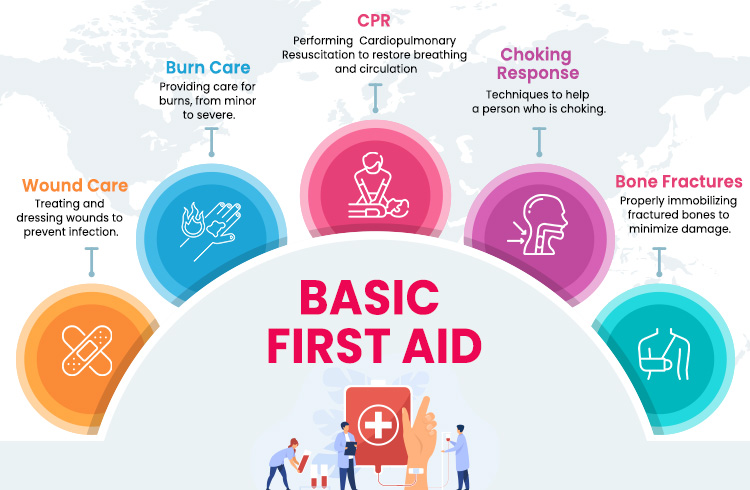 CPR
Performing Cardiopulmonary
Resuscitation to restore breathing
and circulation
Burn Care
Providing care for
burns, from minor
to severe.
Choking
Response
Techniques to help
a person who is choking.
Wound Care
Treating and
dressing wounds to
prevent infection.
Bone Fractures
Properly immobilizing
fractured bones to
minimize damage.
BASIC
FIRST AID